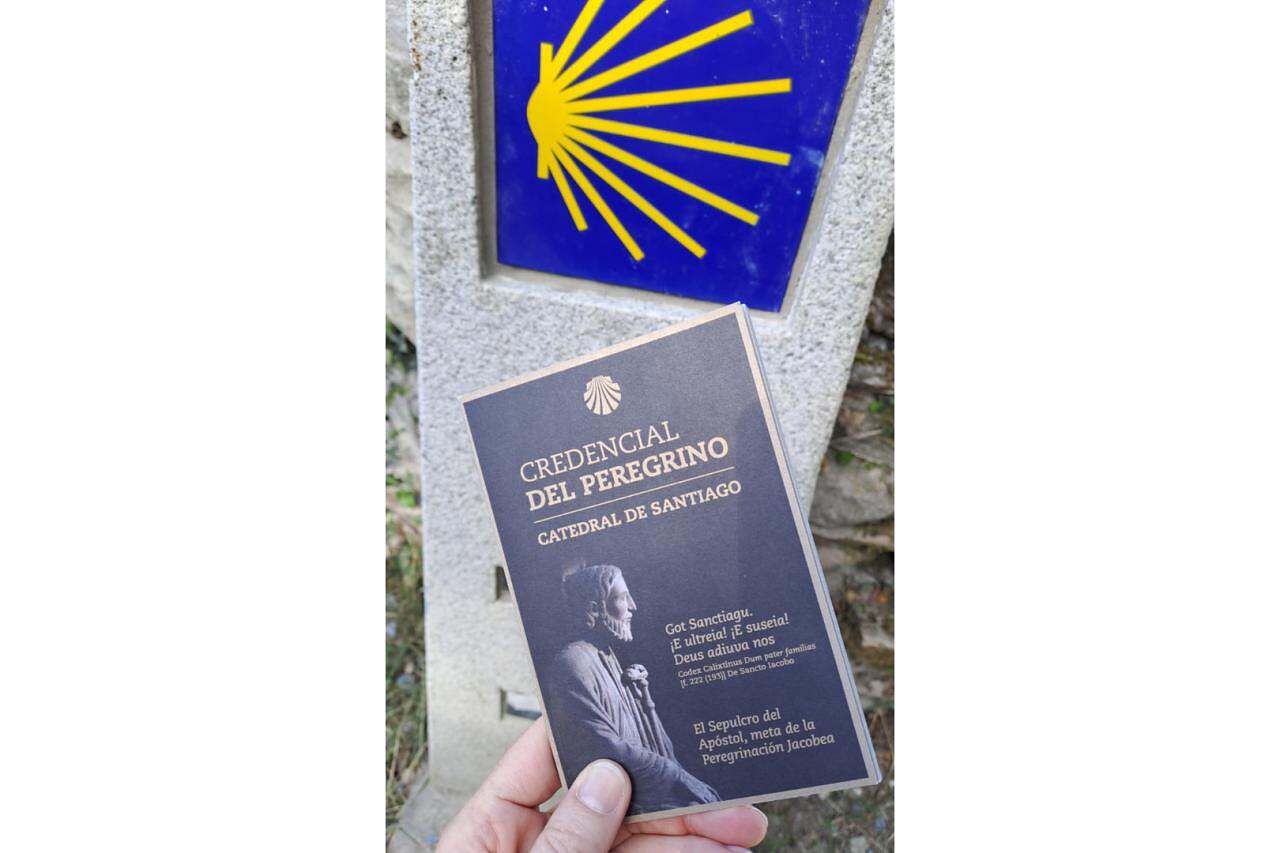 CREDENCIAL
DEL PEREGRINO
CATEDRAL DE SANTIAGO
Got Sanctiagu.
¡E ultreia! ¡E suseia!
Deus adiuva nos
Codex Calixtinus Dum pater familias
[f. 222 (193)] De Sancto Iacobo
El Sepulcro del
Apóstol, meta de la
Peregrinación Jacobea